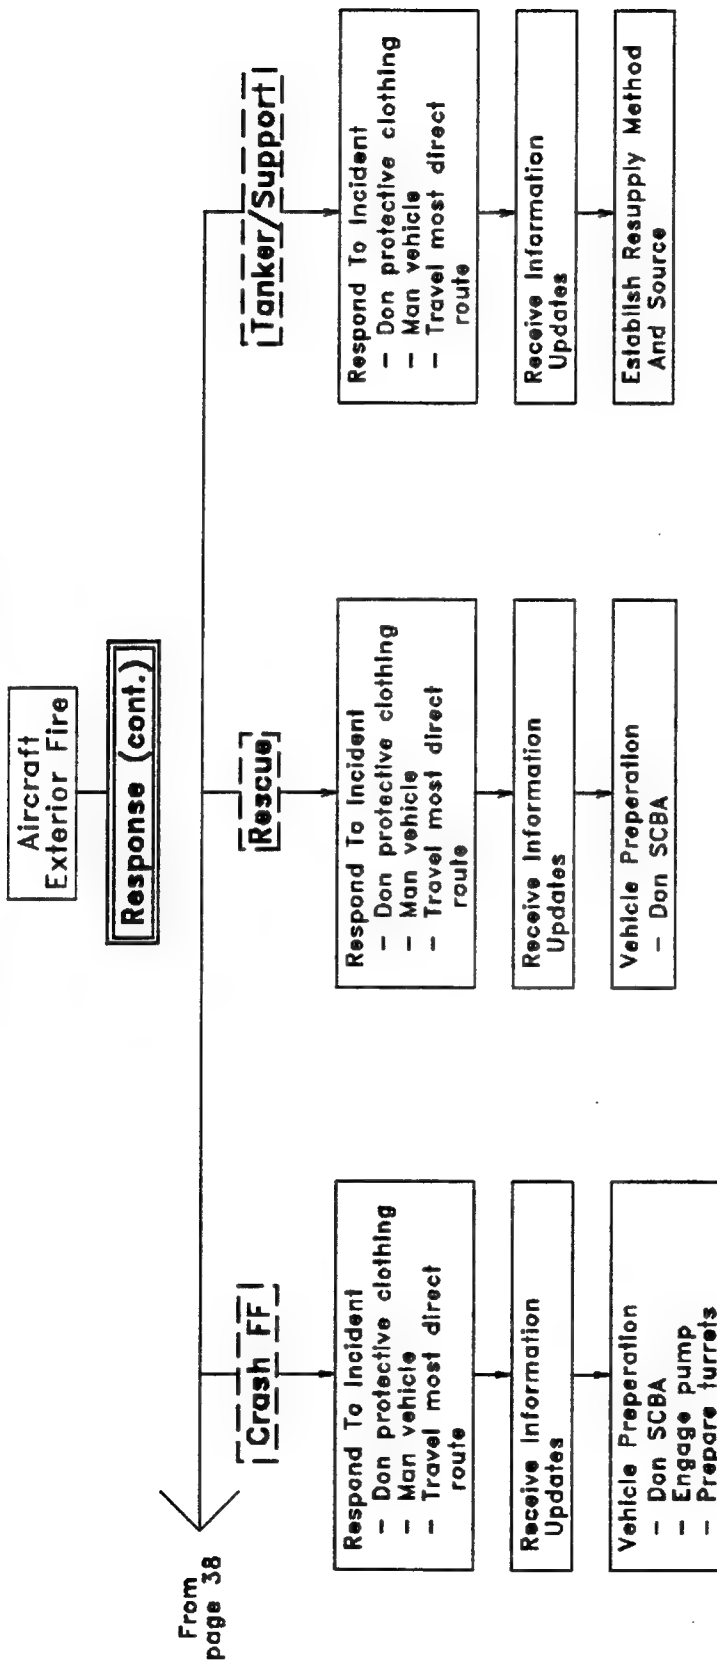 Aircraft
Exterior Fire
Response (cont.)
From
page 38
Crash FF
Respond To Incident
- Don protective clothing
- Man vehicle
- Travel most direct
route
Receive Information
Updates
Vehicle Preperation
- Don SCBA
- Engage pump
- Prepare turrets
Rescue
Respond To Incident
- Don protective clothing
- Man vehicle
- Travel most direct
route
Receive Information
Updates
Vehicle Preperation
- Don SCBA
Tanker/Support
Respond To Incident
- Don protective clothing
- Man vehicle
- Travel most direct
route
Receive Information
Updates
Establish Resupply Method
And Source